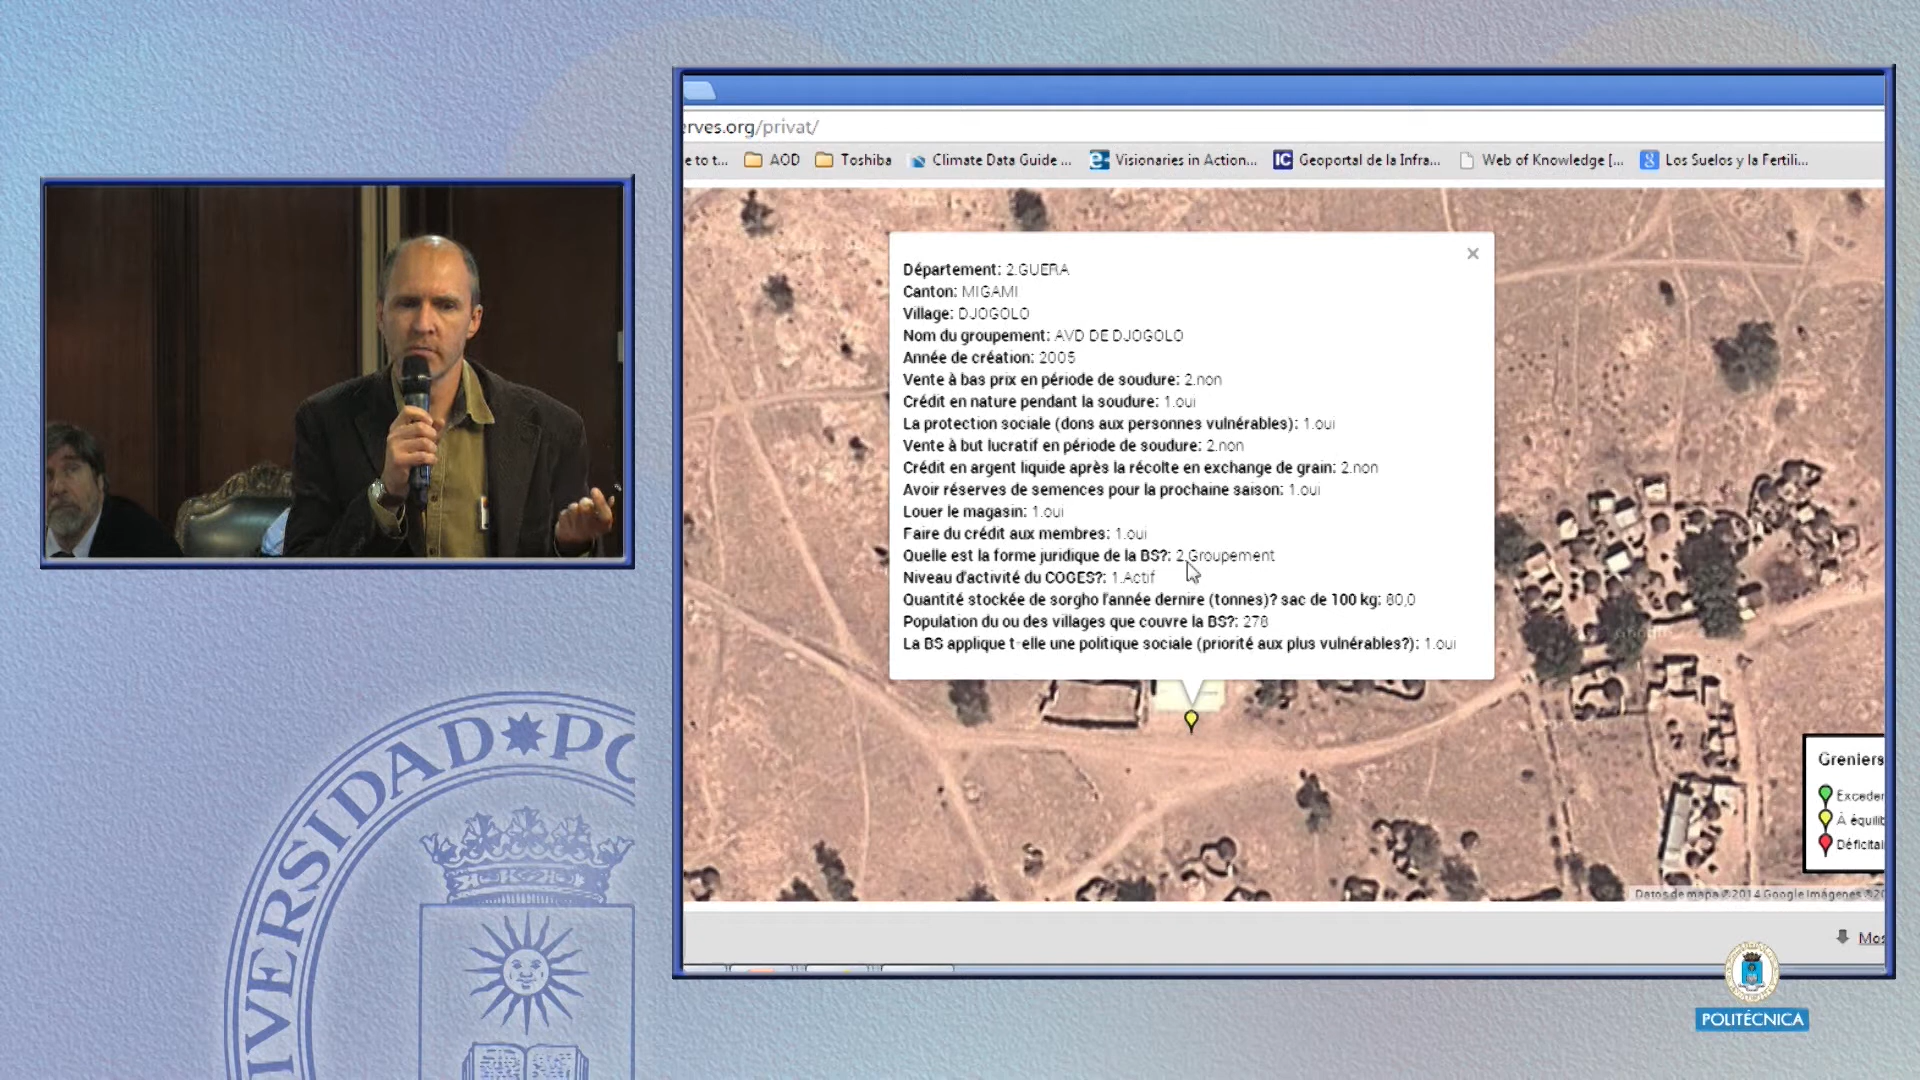 erves.org/privat/
e to t... AOD Toshiba Climate Data Guide ... Visionaries in Action... Geoportal de la Infra... Web of Knowledge [... Los Suelos y la Fertili...
Département: 2.GUERA
Canton: MIGAMI
Village: DJOGOLO
Nom du groupement: AVD DE DJOGOLO
Année de création: 2005
Vente à bas prix en période de soudure: 2.non
Crédit en nature pendant la soudure: 1.oui
La protection sociale (dons aux personnes vulnérables): 1.oui
Vente à but lucratif en période de soudure: 2.non
Crédit en argent liquide après la récolte en exchange de grain: 2.non
Avoir réserves de semences pour la prochaine saison: 1.oui
Louer le magasin: 1.oui
Faire du crédit aux membres: 1.oui
Quelle est la forme juridique de la BS?: 2.Groupement
Niveau d'activité du COGES?: 1.Actif
Quantité stockée de sorgho l'année dernire (tonnes)? sac de 100 kg: 60,0
Population du ou des villages que couvre la BS?: 278
La BS applique t-elle une politique sociale (priorité aux plus vulnérables?): 1.oui
Greniers
Exceder
À équilib
Déficitai
Datos de mapa ©2014 Google Imágenes ©20
Mos
IVERSIDAD PO
POLITÉCNICA